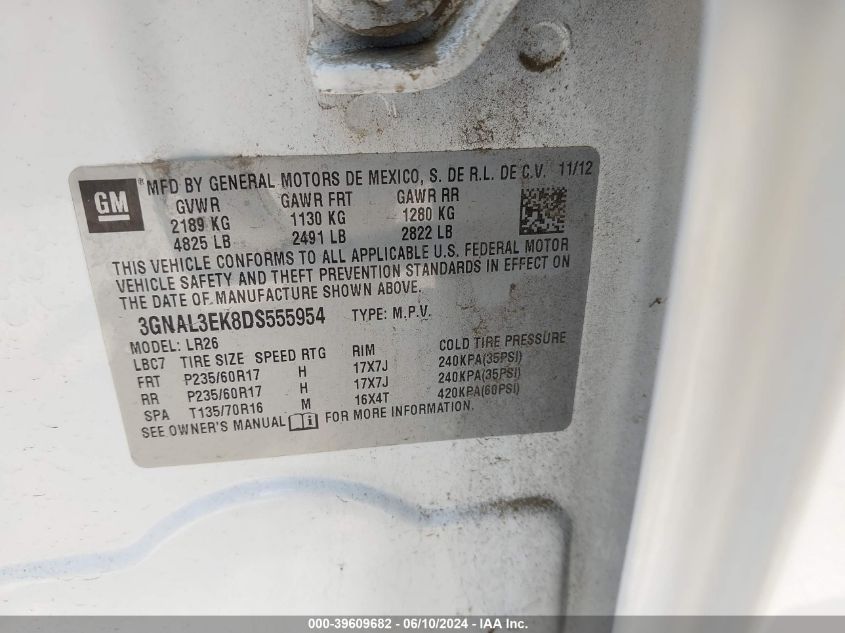 GM ® MFD BY GENERAL MOTORS DE MEXICO, S. DE R.L. DE C.V. 11/12
GVWR GAWR FRT GAWR RR
2189 KG 1130 KG 1280 KG
4825 LB 2491 LB 2822 LB
THIS VEHICLE CONFORMS TO ALL APPLICABLE U.S. FEDERAL MOTOR
VEHICLE SAFETY AND THEFT PREVENTION STANDARDS IN EFFECT ON
THE DATE OF MANUFACTURE SHOWN ABOVE.
3GNAL3EK8DS555954 TYPE: M.P.V.
MODEL: LR26
LBC7 TIRE SIZE SPEED RTG RIM COLD TIRE PRESSURE
FRT P235/60R17 H 17X7J 240KPA(35PSI)
RR P235/60R17 H 17X7J 240KPA(35PSI)
SPA T135/70R16 M 16X4T 420KPA(60PSI)
SEE OWNER'S MANUAL FOR MORE INFORMATION.
000-39609682 - 06/10/2024 - IAA Inc.